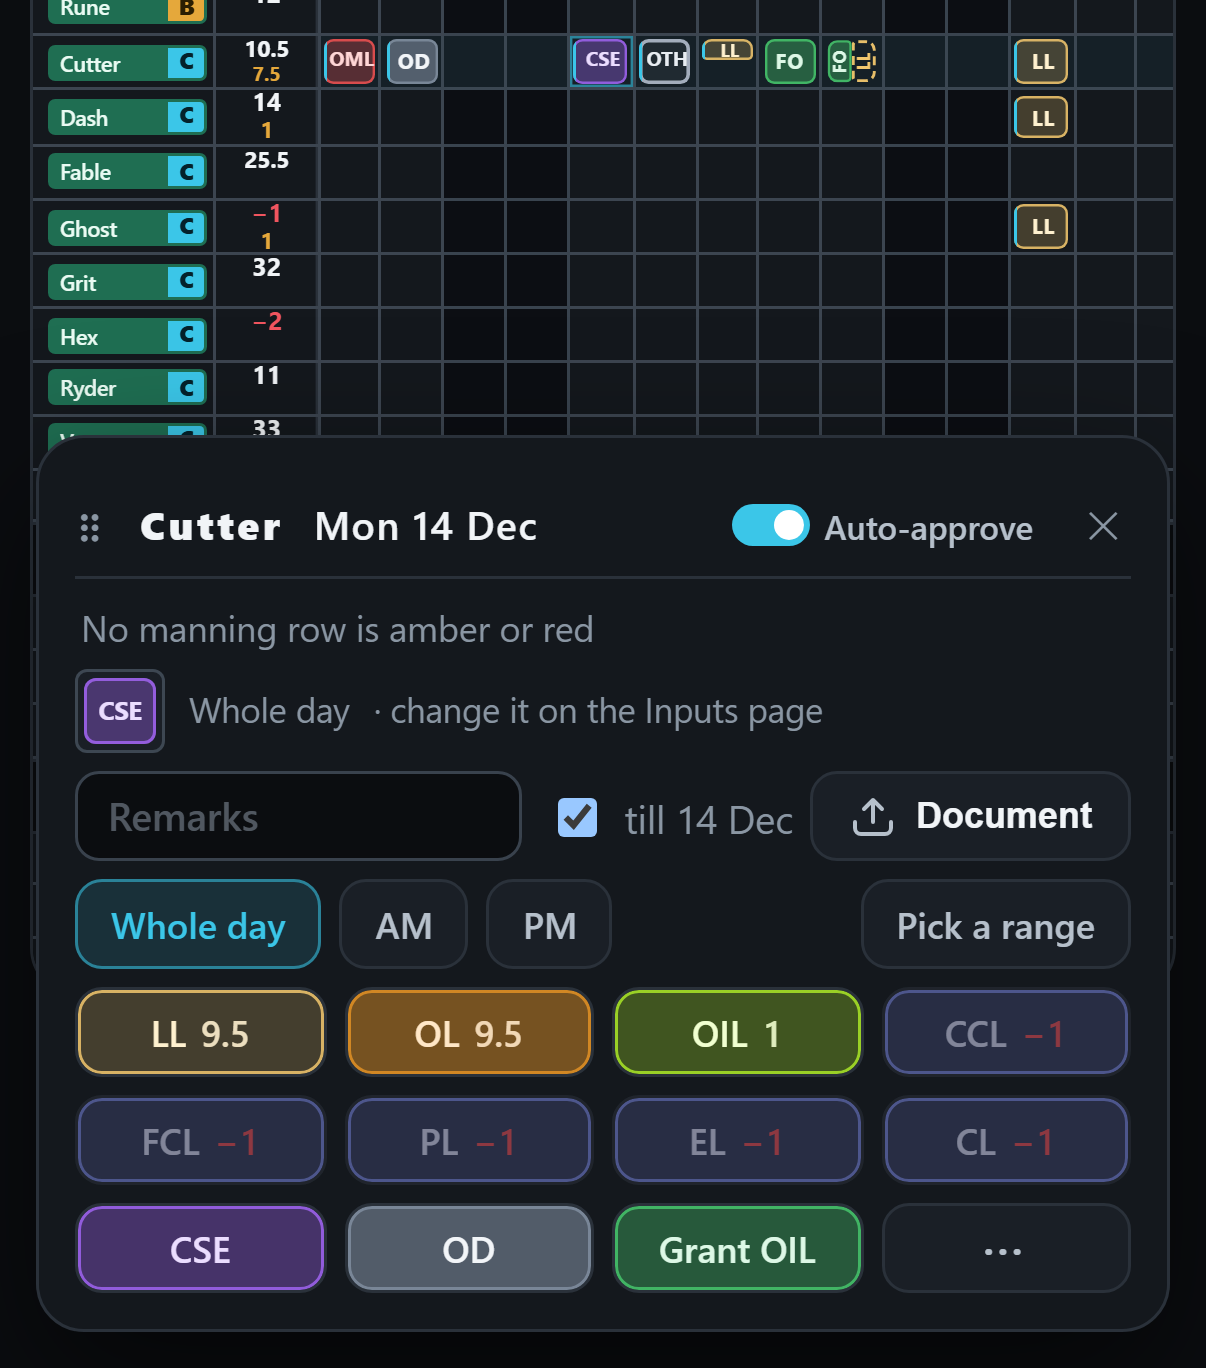 Rune B
Cutter C 10.5 OML OD CSE OTH LL FO FO LL LL
7.5
Dash C 14 LL
1
Fable C 25.5
Ghost C −1 LL
1
Grit C 32
Hex C −2
Ryder C 11
33
Cutter Mon 14 Dec Auto-approve
No manning row is amber or red
CSE Whole day · change it on the Inputs page
Remarks till 14 Dec Document
Whole day AM PM Pick a range
LL 9.5 OL 9.5 OIL 1 CCL −1
FCL −1 PL −1 EL −1 CL −1
CSE OD Grant OIL ...